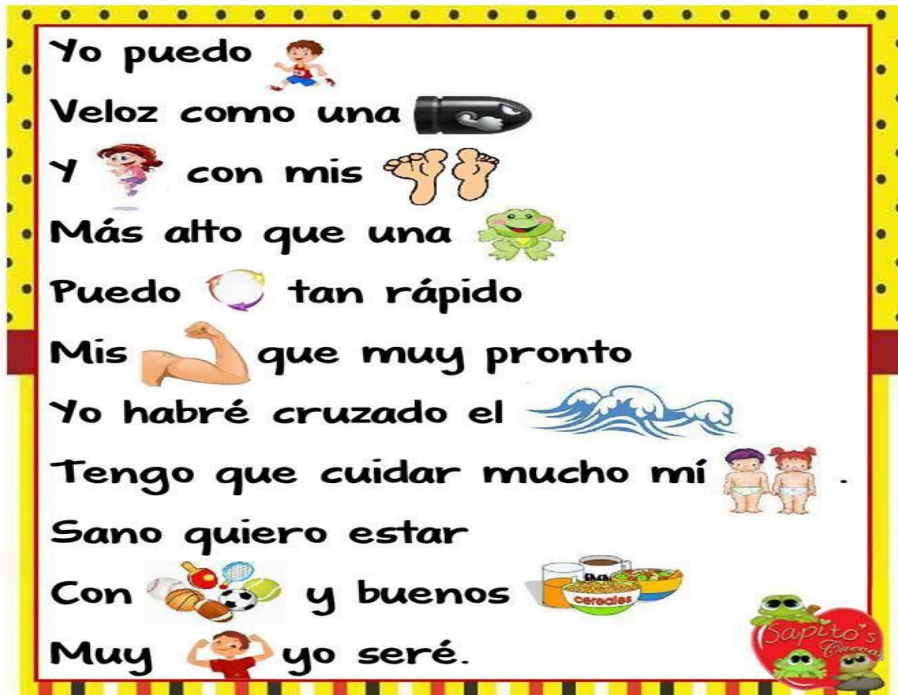 Yo puedo
Veloz como una
Y con mis
Más alto que una
Puedo tan rápido
Mis que muy pronto
Yo habré cruzado el
Tengo que cuidar mucho mí .
Sano quiero estar
Con y buenos
cereales
Muy yo seré.
Sapito's
Cuevas